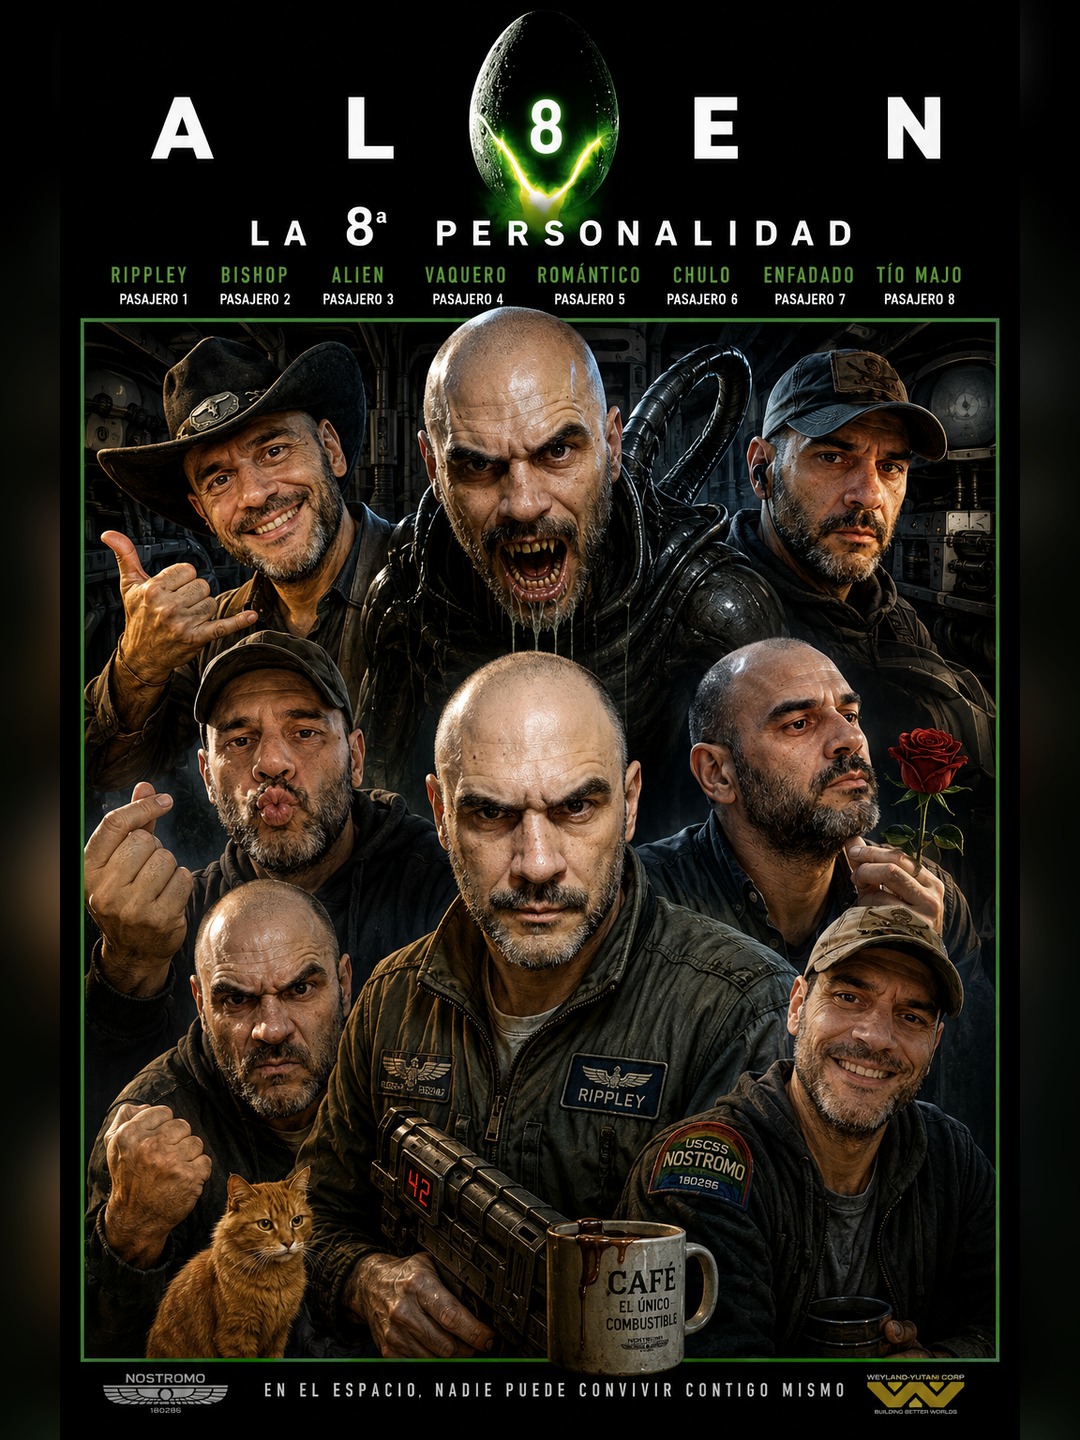 A L 8 E N
LA 8ª PERSONALIDAD
RIPPLEY BISHOP ALIEN VAQUERO ROMÁNTICO CHULO ENFADADO TÍO MAJO
PASAJERO 1 PASAJERO 2 PASAJERO 3 PASAJERO 4 PASAJERO 5 PASAJERO 6 PASAJERO 7 PASAJERO 8
RIPPLEY
USCSS
NOSTROMO
180286
42
CAFÉ
EL ÚNICO
COMBUSTIBLE
NOSTROMO
180286
EN EL ESPACIO, NADIE PUEDE CONVIVIR CONTIGO MISMO
WEYLAND-YUTANI CORP
BUILDING BETTER WORLDS